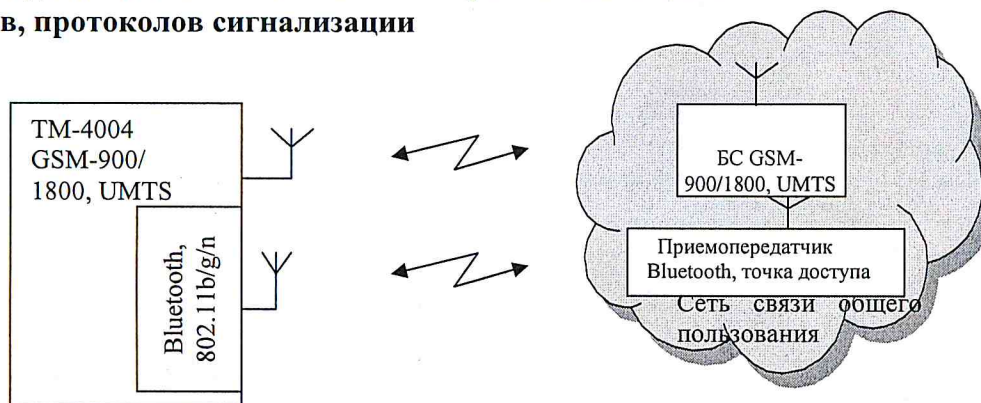 в, протоколов сигнализации
ТМ-4004
GSM-900/
1800, UMTS
Bluetooth,
802.11b/g/n
БС GSM-
900/1800, UMTS
Приемопередатчик
Bluetooth, точка доступа
Сеть связи общего
пользования